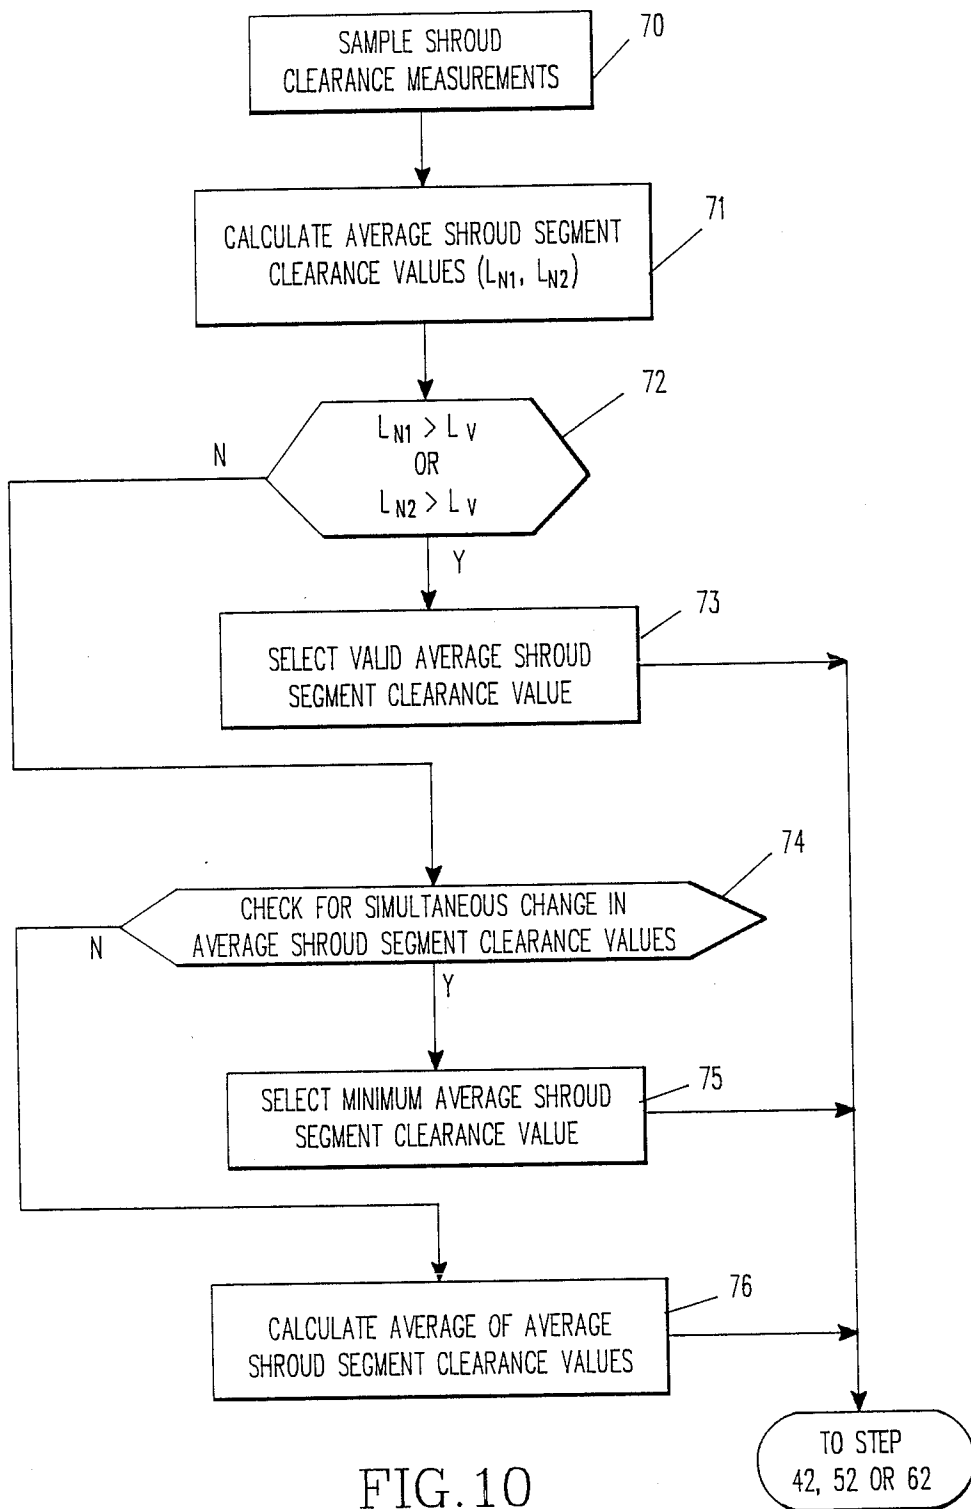 SAMPLE SHROUD
CLEARANCE MEASUREMENTS
70
CALCULATE AVERAGE SHROUD SEGMENT
CLEARANCE VALUES (LN1, LN2)
71
LN1 > LV
OR
LN2 > LV
72
N
Y
SELECT VALID AVERAGE SHROUD
SEGMENT CLEARANCE VALUE
73
CHECK FOR SIMULTANEOUS CHANGE IN
AVERAGE SHROUD SEGMENT CLEARANCE VALUES
74
N
Y
SELECT MINIMUM AVERAGE SHROUD
SEGMENT CLEARANCE VALUE
75
CALCULATE AVERAGE OF AVERAGE
SHROUD SEGMENT CLEARANCE VALUES
76
TO STEP
42, 52 OR 62
FIG. 10